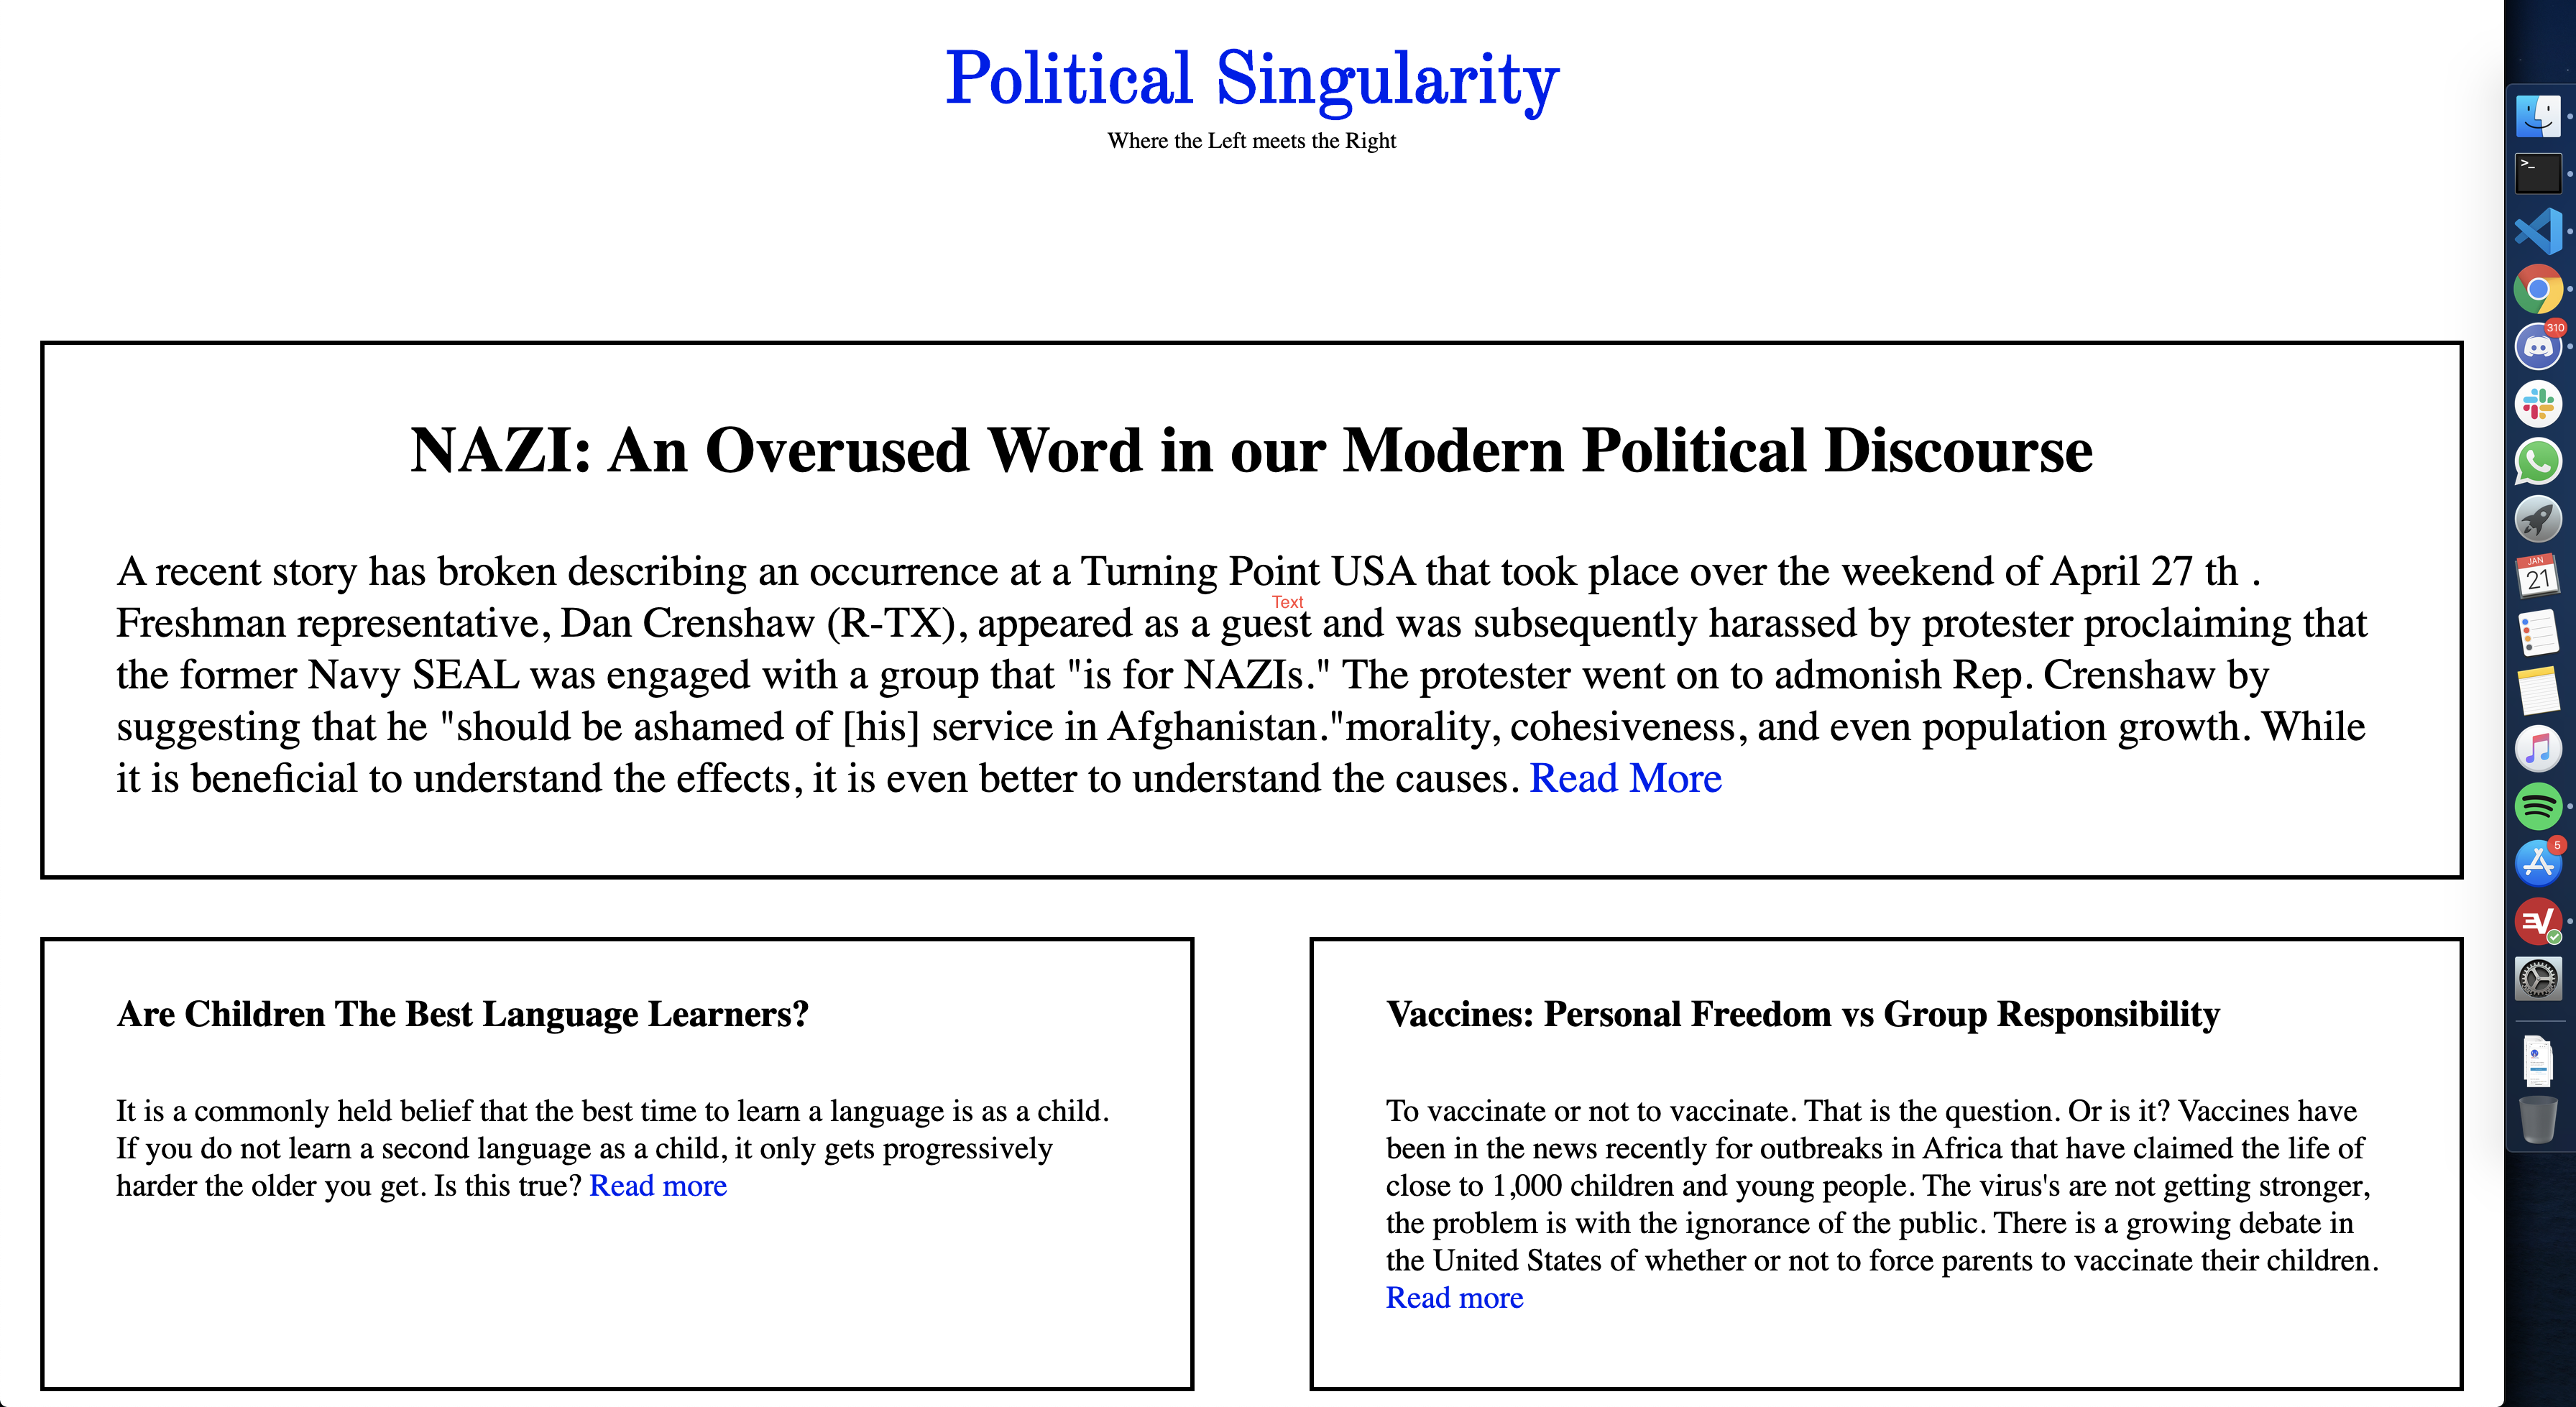 Political Singularity
Where the Left meets the Right
NAZI: An Overused Word in our Modern Political Discourse
A recent story has broken describing an occurrence at a Turning Point USA that took place over the weekend of April 27 th .
Text
Freshman representative, Dan Crenshaw (R-TX), appeared as a guest and was subsequently harassed by protester proclaiming that
the former Navy SEAL was engaged with a group that "is for NAZIs." The protester went on to admonish Rep. Crenshaw by
suggesting that he "should be ashamed of [his] service in Afghanistan."morality, cohesiveness, and even population growth. While
it is beneficial to understand the effects, it is even better to understand the causes. Read More
Are Children The Best Language Learners?
It is a commonly held belief that the best time to learn a language is as a child.
If you do not learn a second language as a child, it only gets progressively
harder the older you get. Is this true? Read more
Vaccines: Personal Freedom vs Group Responsibility
To vaccinate or not to vaccinate. That is the question. Or is it? Vaccines have
been in the news recently for outbreaks in Africa that have claimed the life of
close to 1,000 children and young people. The virus's are not getting stronger,
the problem is with the ignorance of the public. There is a growing debate in
the United States of whether or not to force parents to vaccinate their children.
Read more
>_
310
JAN
21
5